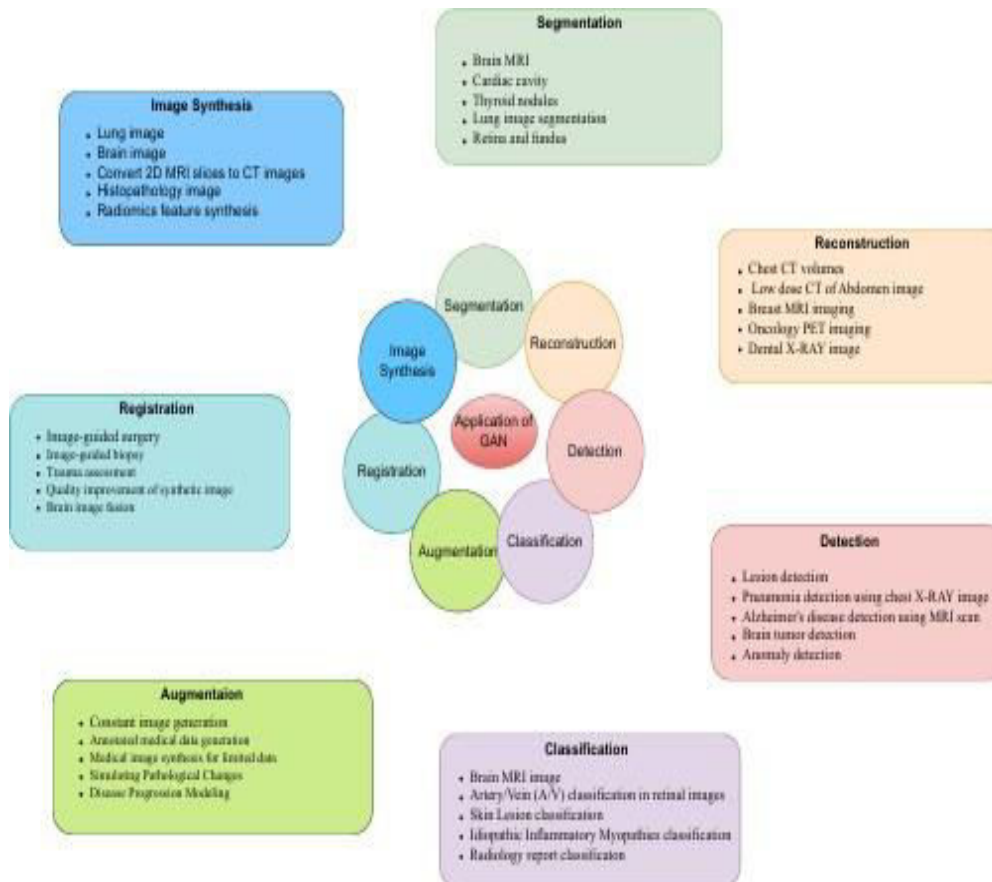 Segmentation
Brain MRI
Cardiac cavity
Thyroid nodules
Lung image segmentation
Retina and fundus
Image Synthesis
Lung image
Brain image
Convert 2D MRI slices to CT images
Histopathology image
Radiomics feature synthesis
Reconstruction
Chest CT volumes
Low dose CT of Abdomen image
Breast MRI imaging
Oncology PET imaging
Dental X-RAY image
Segmentation
Reconstruction
Image
Synthesis
Application of
GAN
Detection
Registration
Classification
Augmentation
Registration
Image-guided surgery
Image-guided biopsy
Trauma assessment
Quality improvement of synthetic image
Brain image fusion
Detection
Lesion detection
Pneumonia detection using chest X-RAY image
Alzheimer's disease detection using MRI scan
Brain tumor detection
Anomaly detection
Augmentaion
Constant image generation
Annotated medical data generation
Medical image synthesis for limited data
Simulating Pathological Changes
Disease Progression Modeling
Classification
Brain MRI image
Artery/Vein (A/V) classification in retinal images
Skin Lesion classification
Idiopathic Inflammatory Myopathies classification
Radiology report classificaton